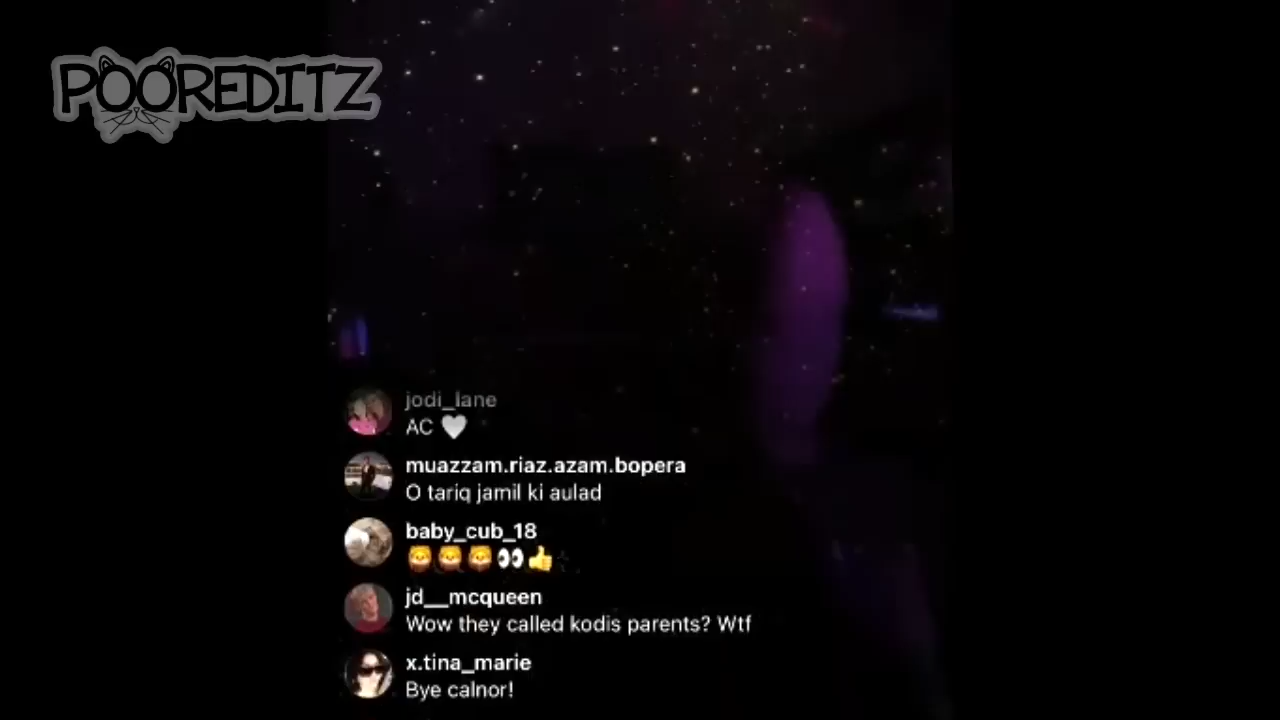 POOREDITZ
jodi_lane
AC 🤍
muazzam.riaz.azam.bopera
O tariq jamil ki aulad
baby_cub_18
🦁🦁🦁👀👍
jd__mcqueen
Wow they called kodis parents? Wtf
x.tina_marie
Bye calnor!